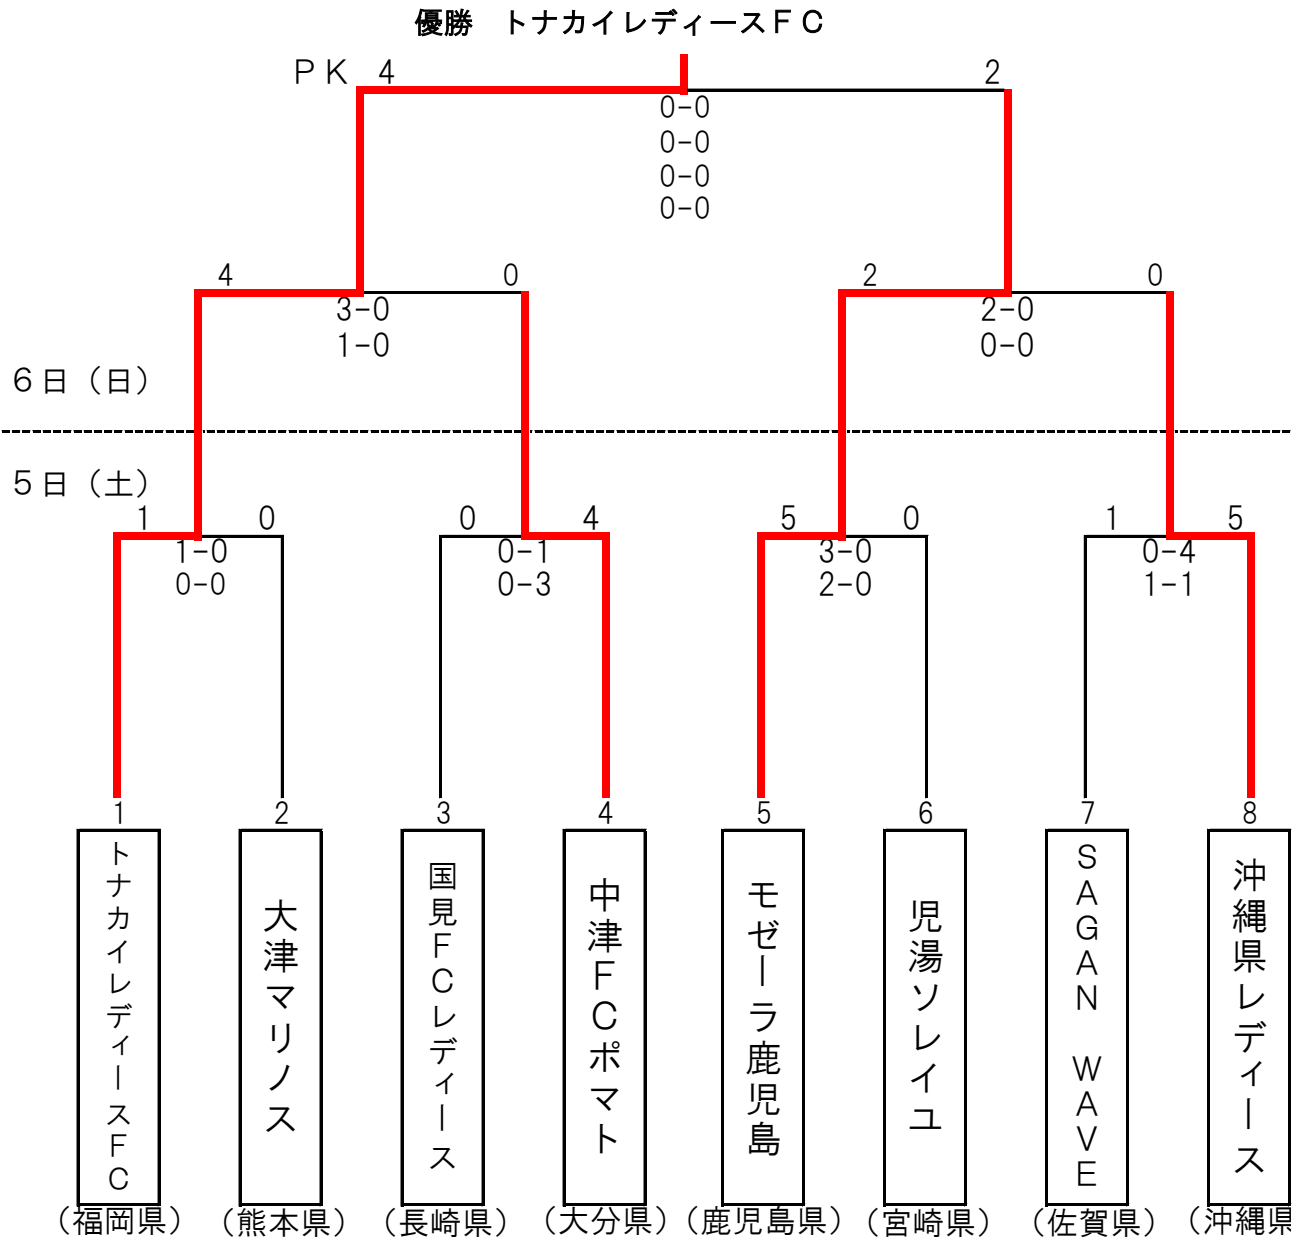 優勝　トナカイレディースＦＣ
ＰＫ 4 2
0-0
0-0
0-0
0-0
4 0 2 0
3-0 2-0
1-0 0-0
６日（日）
５日（土）
1 0 0 4 5 0 1 5
1-0 0-1 3-0 0-4
0-0 0-3 2-0 1-1
1 2 3 4 5 6 7 8
トナカイレディースFC
大津マリノス
国見FCレディース
中津FCポマト
モゼーラ鹿児島
児湯ソレイユ
SAGAN WAVE
沖縄県レディース
（福岡県） （熊本県） （長崎県） （大分県） （鹿児島県） （宮崎県） （佐賀県） （沖縄県